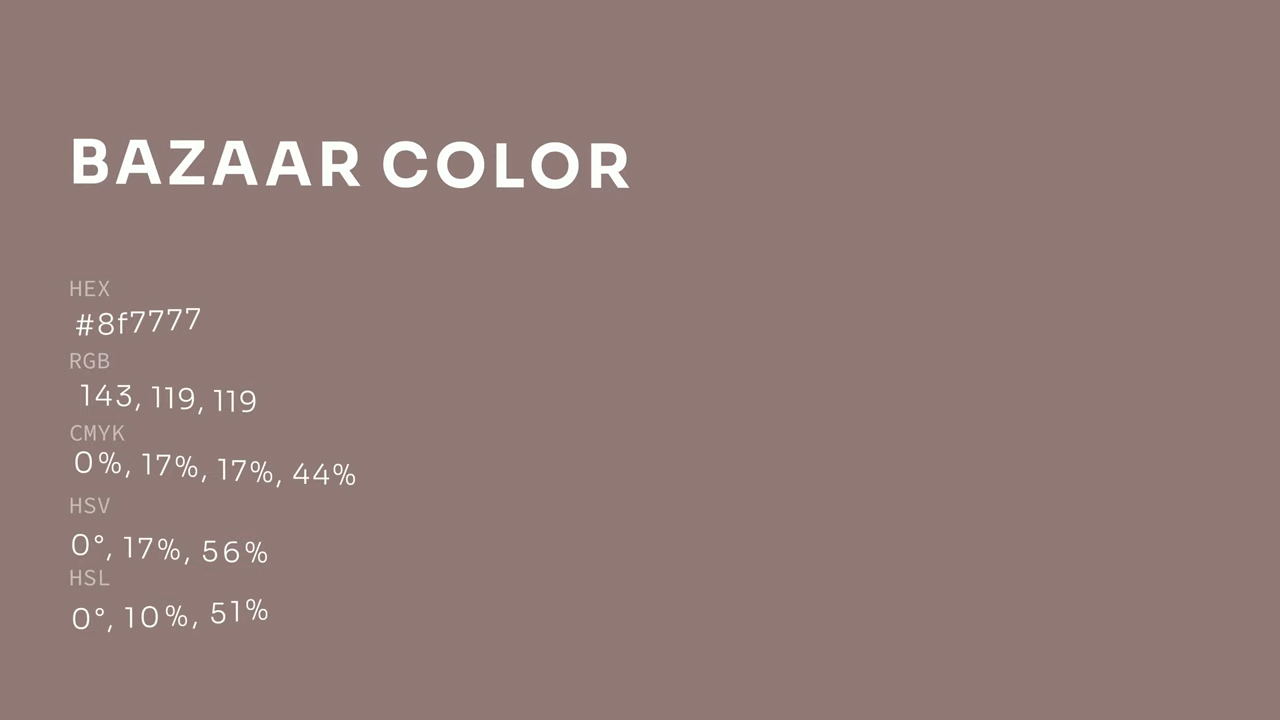 BAZAAR COLOR
HEX
#8f7777
RGB
143, 119, 119
CMYK
0%, 17%, 17%, 44%
HSV
0°, 17%, 56%
HSL
0°, 10%, 51%